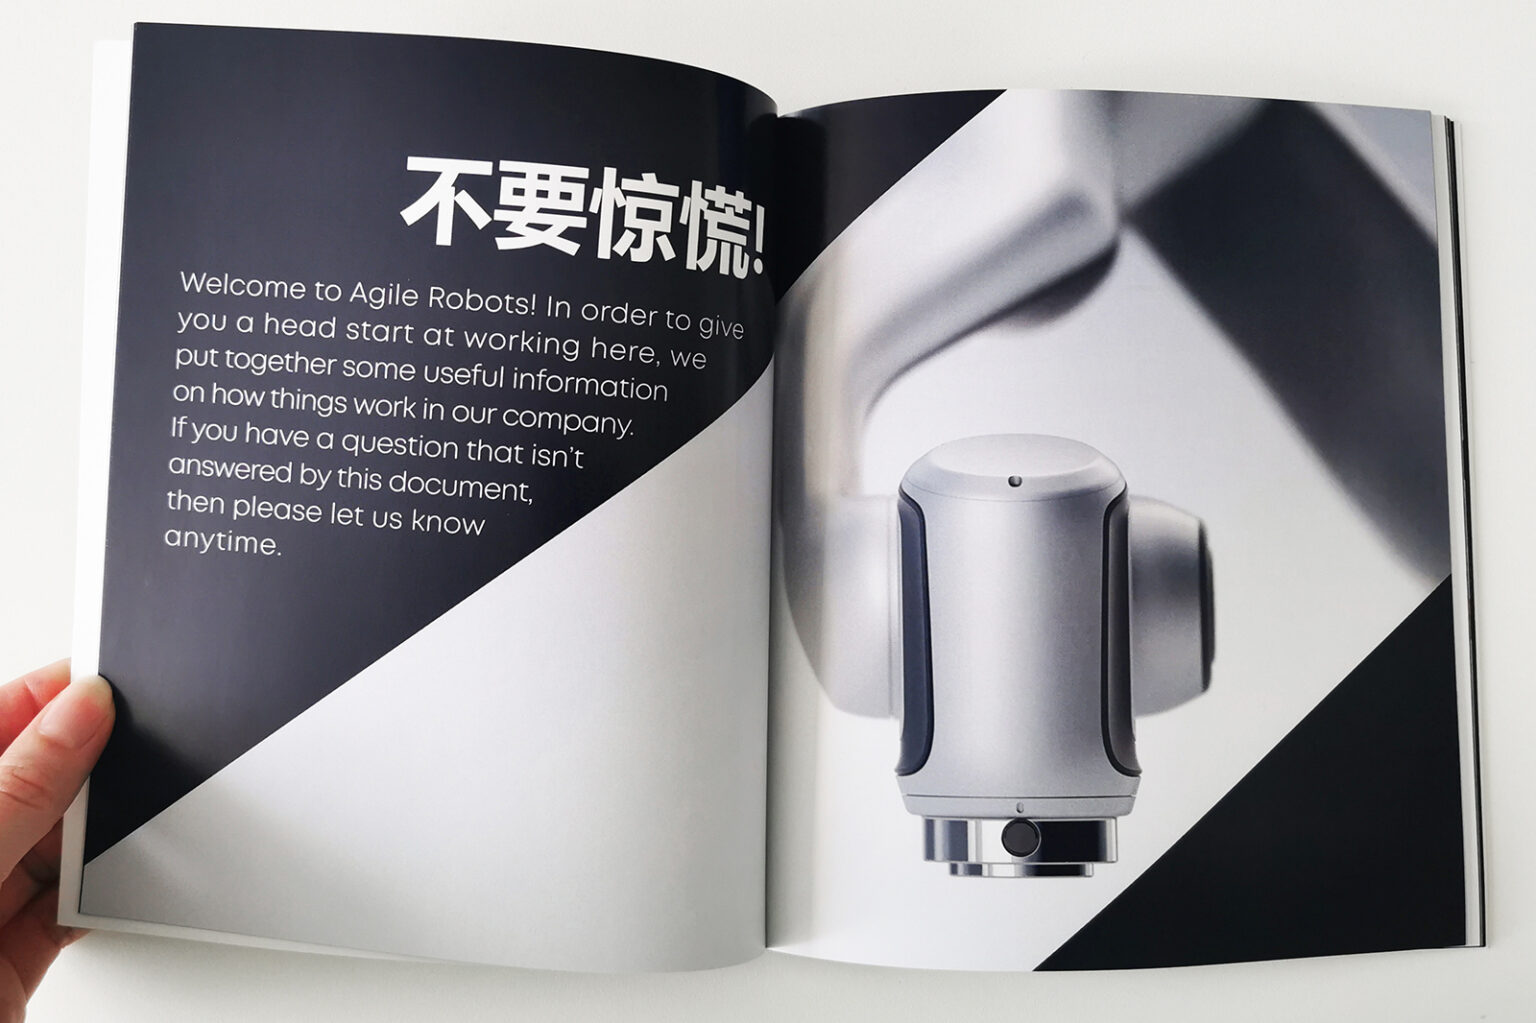 不要惊慌!
Welcome to Agile Robots! In order to give
you a head start at working here, we
put together some useful information
on how things work in our company.
If you have a question that isn't
answered by this document,
then please let us know
anytime.